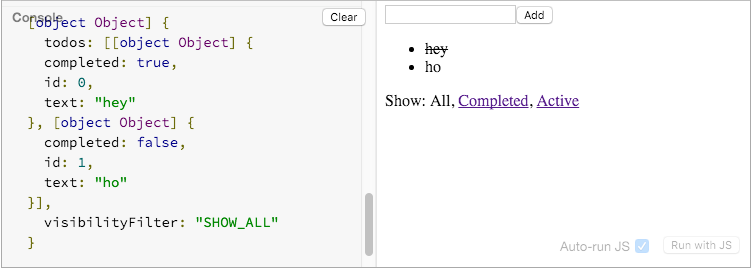 Console
Clear
[object Object] {
todos: [[object Object] {
completed: true,
id: 0,
text: "hey"
}, [object Object] {
completed: false,
id: 1,
text: "ho"
}],
visibilityFilter: "SHOW_ALL"
}
Add
hey
ho
Show: All, Completed, Active
Auto-run JS
Run with JS